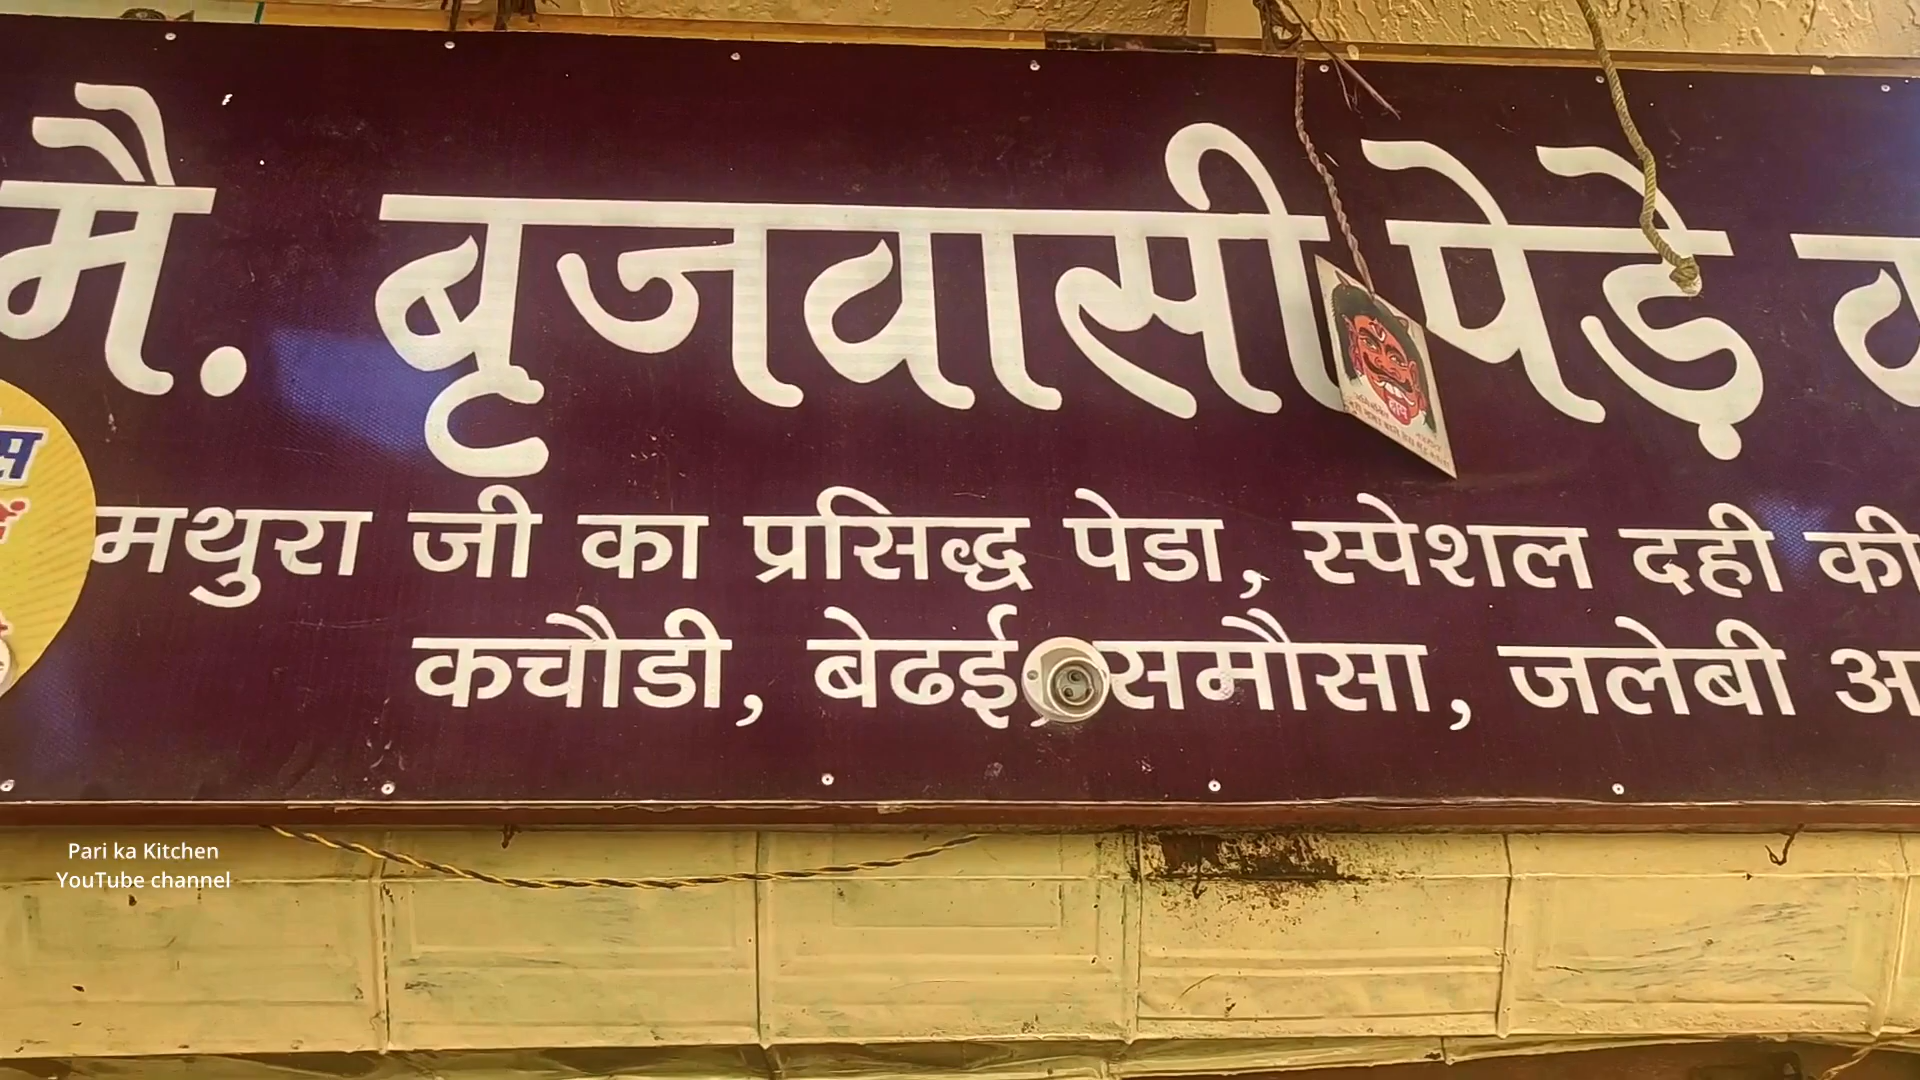 मै. बृजवासी पेड़े
मथुरा जी का प्रसिद्ध पेडा, स्पेशल दही की
कचौडी, बेढई, समौसा, जलेबी
Pari ka Kitchen
YouTube channel